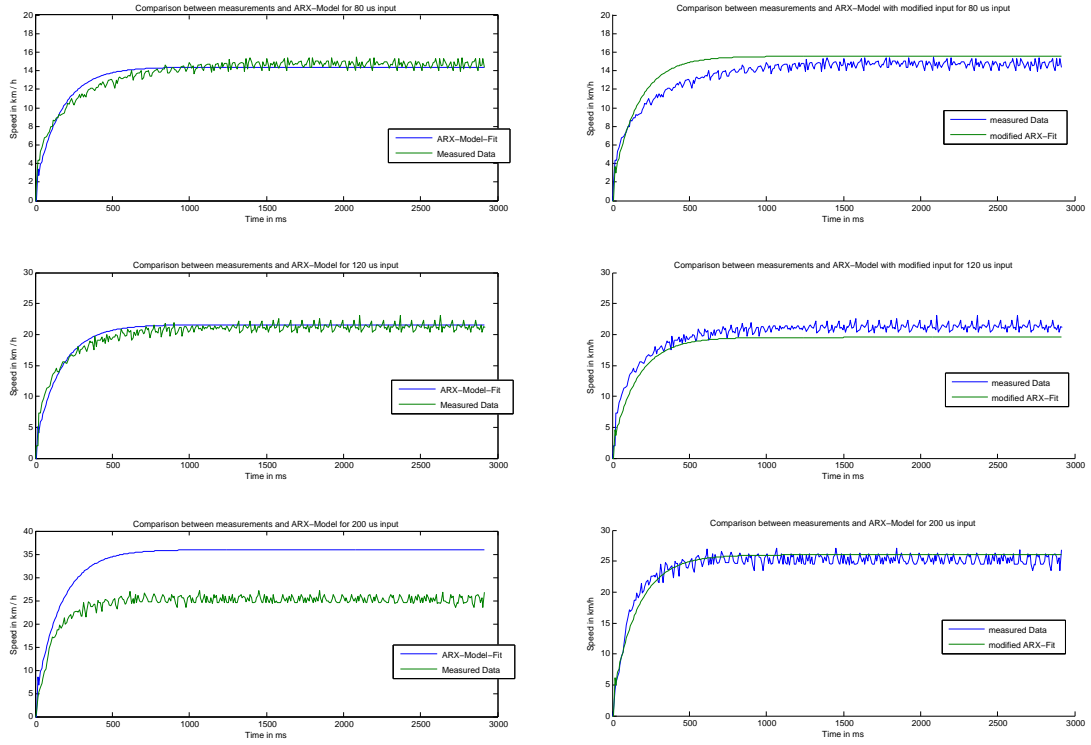 Comparison between measurements and ARX−Model for 80 us input
Speed in km / h
20
18
16
14
12
10
8
6
4
2
0
0 500 1000 1500 2000 2500 3000
Time in ms
ARX−Model−Fit
Measured Data
Comparison between measurements and ARX−Model with modified input for 80 us input
Speed in km/h
20
18
16
14
12
10
8
6
4
2
0
0 500 1000 1500 2000 2500 3000
Time in ms
measured Data
modified ARX−Fit
Comparison between measurements and ARX−Model for 120 us input
Speed in km / h
30
25
20
15
10
5
0
0 500 1000 1500 2000 2500 3000
Time in ms
ARX−Model−Fit
Measured Data
Comparison between measurements and ARX−Model with modified input for 120 us input
Speed in km/h
30
25
20
15
10
5
0
0 500 1000 1500 2000 2500 3000
Time in ms
measured Data
modified ARX−Fit
Comparison between measurements and ARX−Model for 200 us input
Speed in km / h
40
35
30
25
20
15
10
5
0
0 500 1000 1500 2000 2500 3000
Time in ms
ARX−Model−Fit
Measured Data
Comparison between measurements and ARX−Model for 200 us input
Speed in km/h
30
25
20
15
10
5
0
0 500 1000 1500 2000 2500 3000
Time in ms
measured Data
modified ARX−Fit